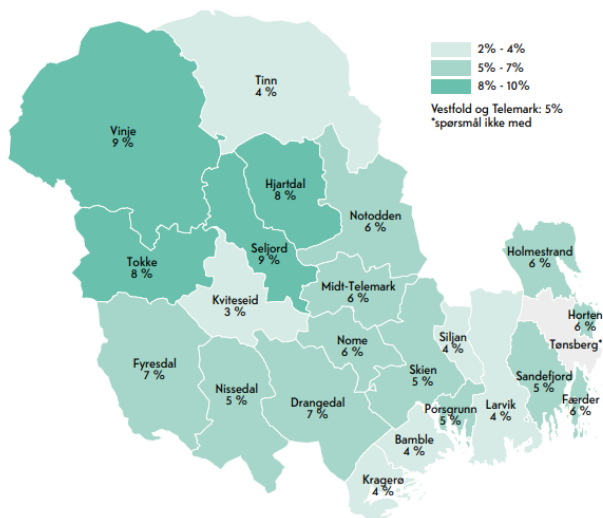 2% - 4%
5% - 7%
8% - 10%
Vestfold og Telemark: 5%
*spørsmål ikke med
Tinn
4 %
Vinje
9 %
Hjartdal
8 %
Notodden
6 %
Holmestrand
6 %
Tokke
8 %
Seljord
9 %
Midt-Telemark
6 %
Kviteseid
3 %
Horten
6 %
Tønsberg*
Siljan
4 %
Nome
6 %
Fyresdal
7 %
Nissedal
5 %
Skien
5 %
Sandefjord
5 %
Drangedal
7 %
Porsgrunn
5 %
Larvik
4 %
Færder
6 %
Bamble
4 %
Kragerø
4 %